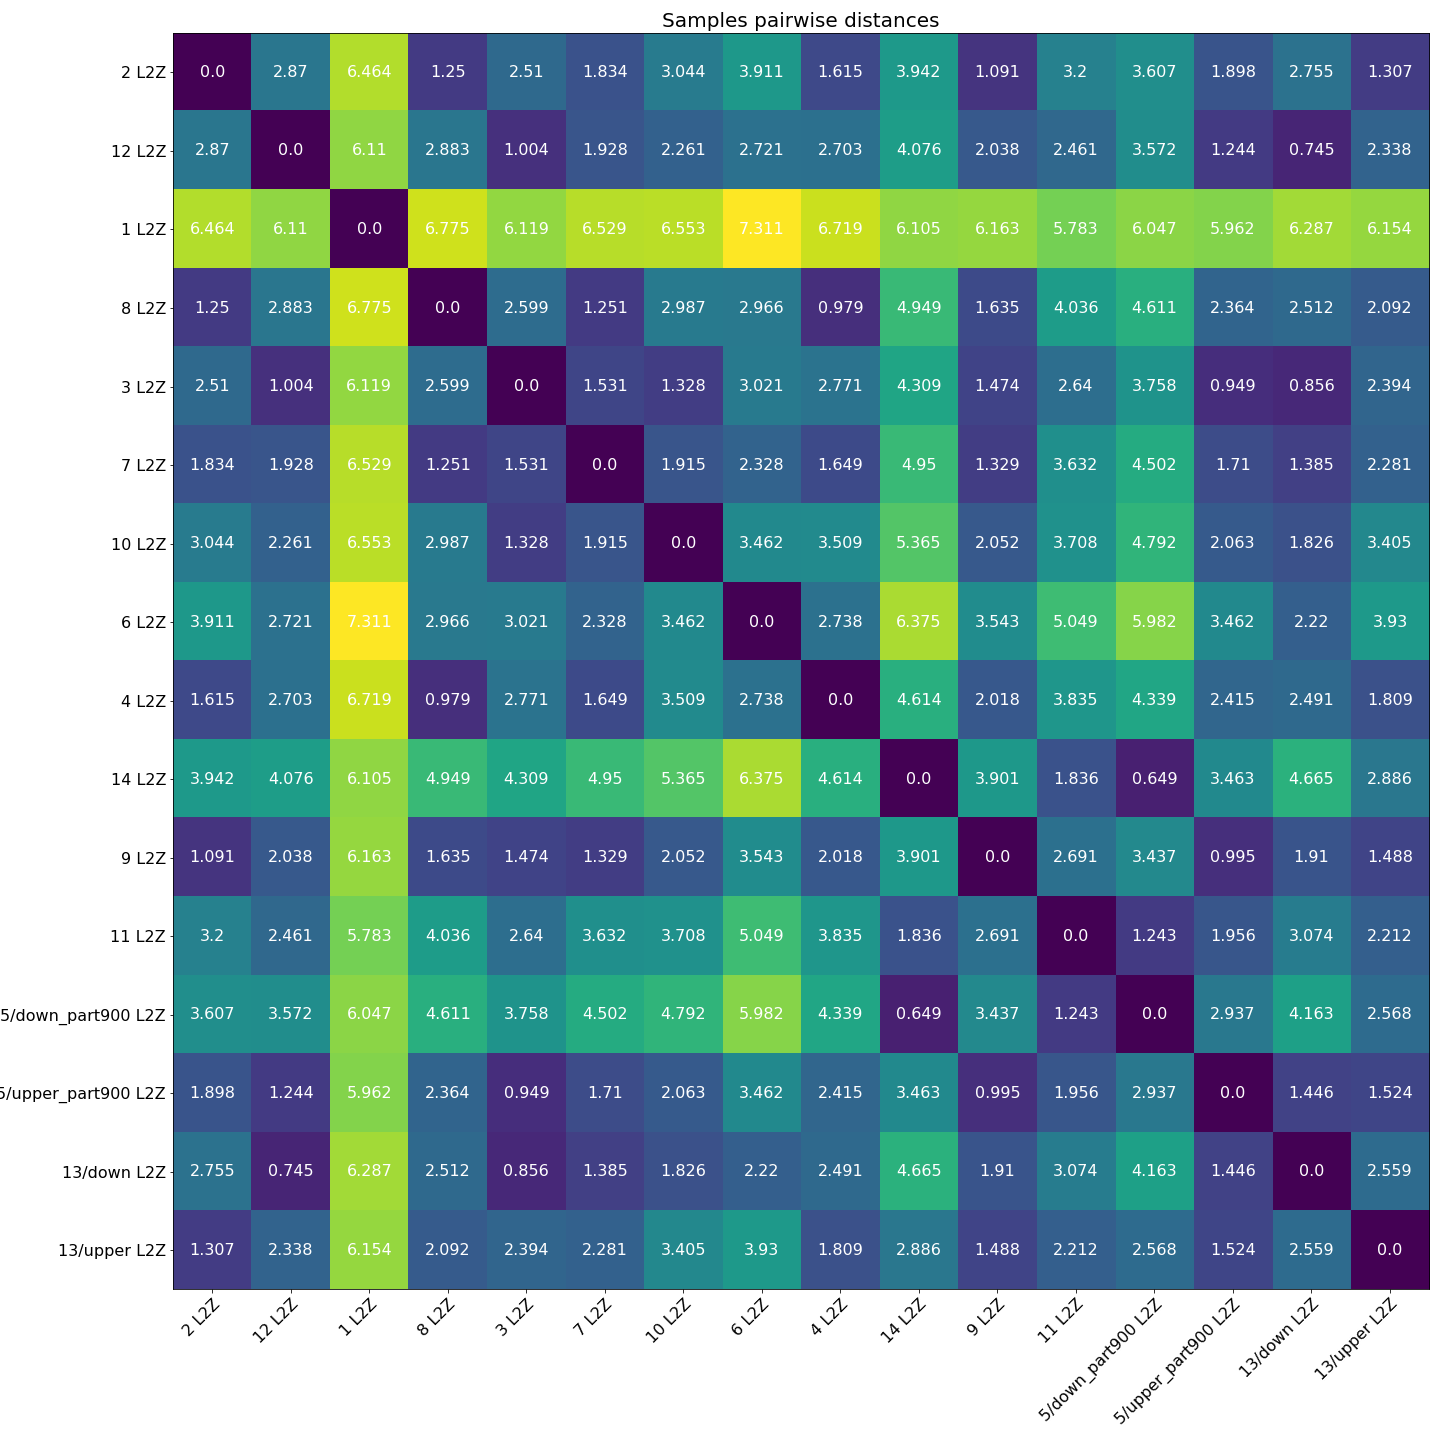 Samples pairwise distances
2 L2Z 0.0 2.87 6.464 1.25 2.51 1.834 3.044 3.911 1.615 3.942 1.091 3.2 3.607 1.898 2.755 1.307
12 L2Z 2.87 0.0 6.11 2.883 1.004 1.928 2.261 2.721 2.703 4.076 2.038 2.461 3.572 1.244 0.745 2.338
1 L2Z 6.464 6.11 0.0 6.775 6.119 6.529 6.553 7.311 6.719 6.105 6.163 5.783 6.047 5.962 6.287 6.154
8 L2Z 1.25 2.883 6.775 0.0 2.599 1.251 2.987 2.966 0.979 4.949 1.635 4.036 4.611 2.364 2.512 2.092
3 L2Z 2.51 1.004 6.119 2.599 0.0 1.531 1.328 3.021 2.771 4.309 1.474 2.64 3.758 0.949 0.856 2.394
7 L2Z 1.834 1.928 6.529 1.251 1.531 0.0 1.915 2.328 1.649 4.95 1.329 3.632 4.502 1.71 1.385 2.281
10 L2Z 3.044 2.261 6.553 2.987 1.328 1.915 0.0 3.462 3.509 5.365 2.052 3.708 4.792 2.063 1.826 3.405
6 L2Z 3.911 2.721 7.311 2.966 3.021 2.328 3.462 0.0 2.738 6.375 3.543 5.049 5.982 3.462 2.22 3.93
4 L2Z 1.615 2.703 6.719 0.979 2.771 1.649 3.509 2.738 0.0 4.614 2.018 3.835 4.339 2.415 2.491 1.809
14 L2Z 3.942 4.076 6.105 4.949 4.309 4.95 5.365 6.375 4.614 0.0 3.901 1.836 0.649 3.463 4.665 2.886
9 L2Z 1.091 2.038 6.163 1.635 1.474 1.329 2.052 3.543 2.018 3.901 0.0 2.691 3.437 0.995 1.91 1.488
11 L2Z 3.2 2.461 5.783 4.036 2.64 3.632 3.708 5.049 3.835 1.836 2.691 0.0 1.243 1.956 3.074 2.212
5/down_part900 L2Z 3.607 3.572 6.047 4.611 3.758 4.502 4.792 5.982 4.339 0.649 3.437 1.243 0.0 2.937 4.163 2.568
5/upper_part900 L2Z 1.898 1.244 5.962 2.364 0.949 1.71 2.063 3.462 2.415 3.463 0.995 1.956 2.937 0.0 1.446 1.524
13/down L2Z 2.755 0.745 6.287 2.512 0.856 1.385 1.826 2.22 2.491 4.665 1.91 3.074 4.163 1.446 0.0 2.559
13/upper L2Z 1.307 2.338 6.154 2.092 2.394 2.281 3.405 3.93 1.809 2.886 1.488 2.212 2.568 1.524 2.559 0.0
2 L2Z 12 L2Z 1 L2Z 8 L2Z 3 L2Z 7 L2Z 10 L2Z 6 L2Z 4 L2Z 14 L2Z 9 L2Z 11 L2Z 5/down_part900 L2Z 5/upper_part900 L2Z 13/down L2Z 13/upper L2Z